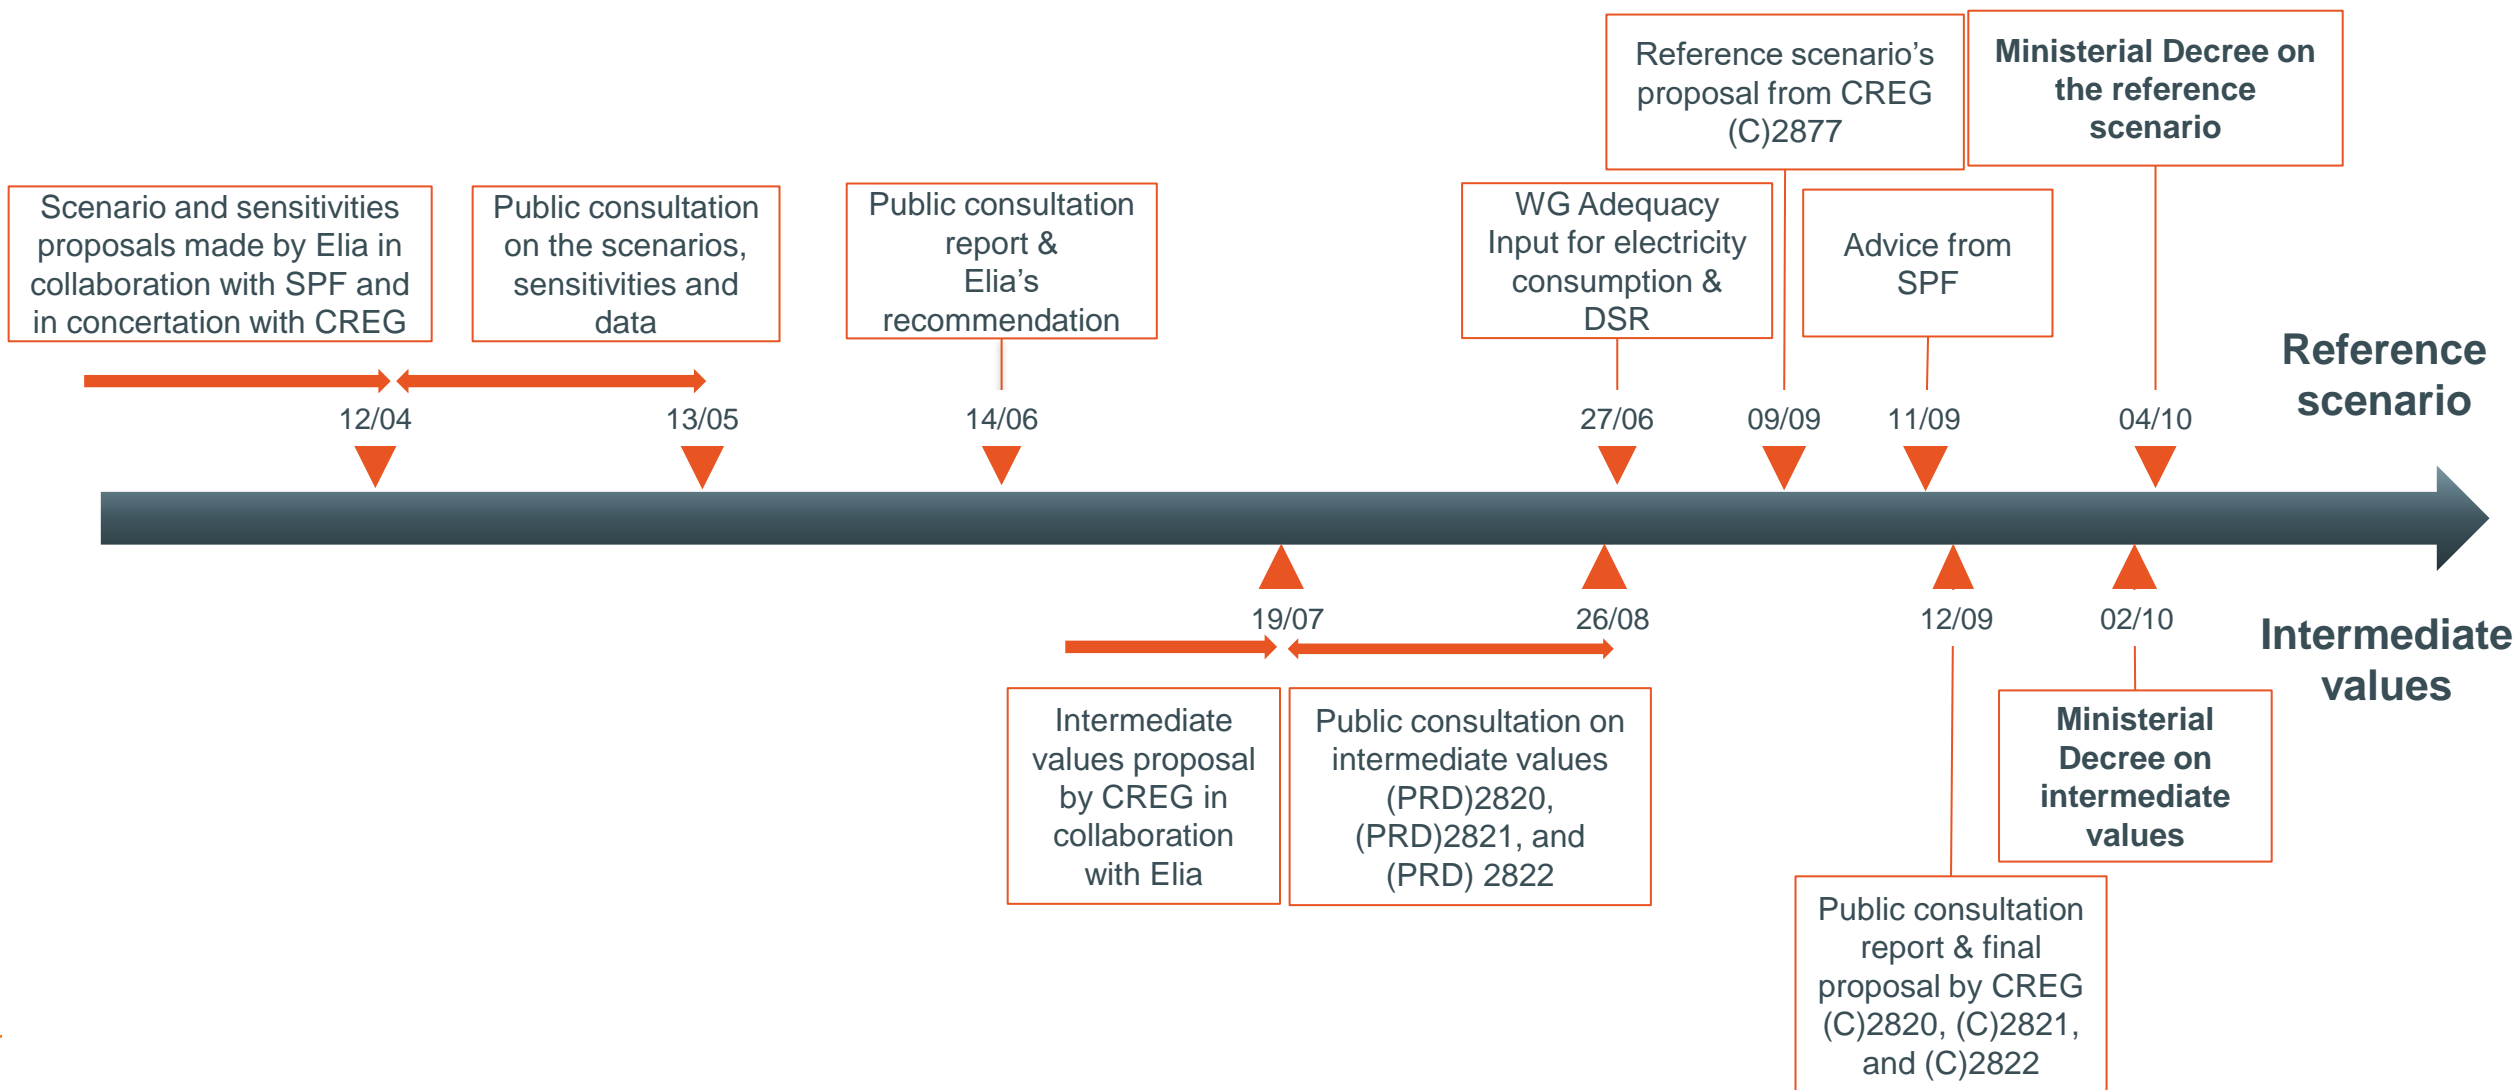 Reference scenario's
proposal from CREG
(C)2877
Ministerial Decree on
the reference
scenario
Scenario and sensitivities
proposals made by Elia in
collaboration with SPF and
in concertation with CREG
Public consultation
on the scenarios,
sensitivities and
data
Public consultation
report &
Elia's
recommendation
WG Adequacy
Input for electricity
consumption &
DSR
Advice from
SPF
Reference
scenario
12/04
13/05
14/06
27/06
09/09
11/09
04/10
19/07
26/08
12/09
02/10
Intermediate
values
Intermediate
values proposal
by CREG in
collaboration
with Elia
Public consultation on
intermediate values
(PRD)2820,
(PRD)2821, and
(PRD) 2822
Ministerial
Decree on
intermediate
values
Public consultation
report & final
proposal by CREG
(C)2820, (C)2821,
and (C)2822